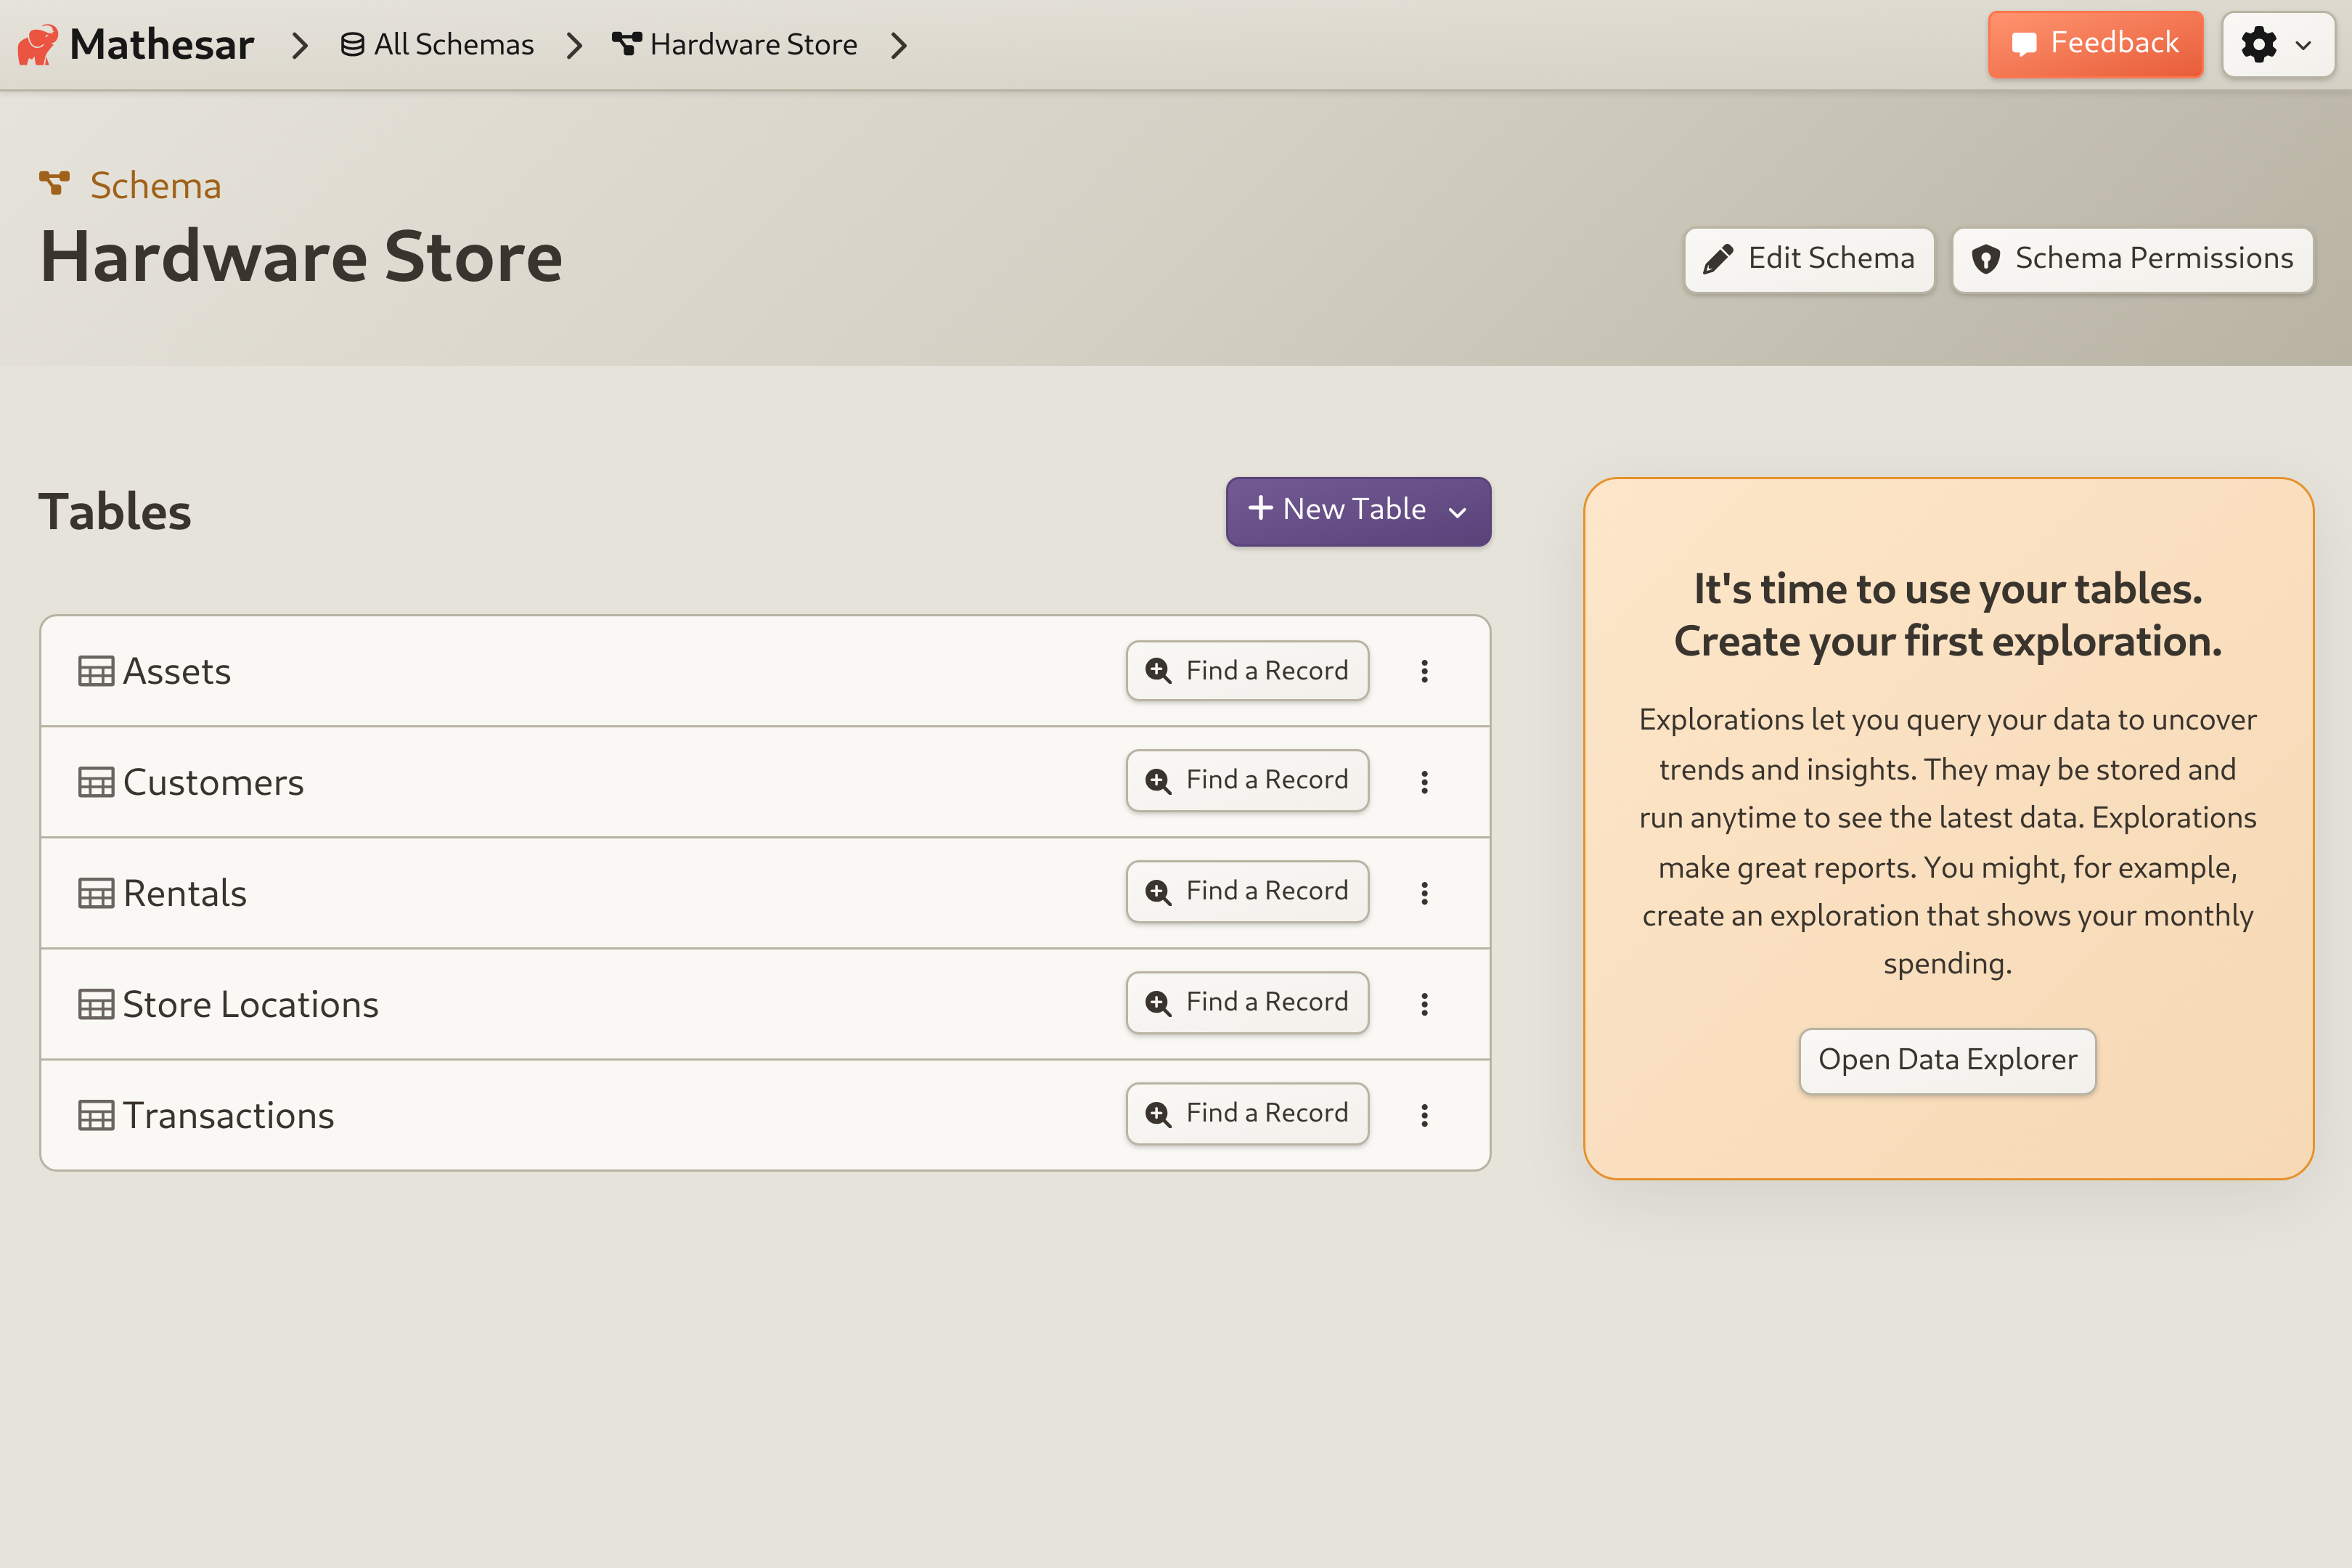 Mathesar
All Schemas
Hardware Store
Feedback
Schema
Hardware Store
Edit Schema
Schema Permissions
Tables
New Table
Assets
Find a Record
Customers
Find a Record
Rentals
Find a Record
Store Locations
Find a Record
Transactions
Find a Record
It's time to use your tables.
Create your first exploration.
Explorations let you query your data to uncover
trends and insights. They may be stored and
run anytime to see the latest data. Explorations
make great reports. You might, for example,
create an exploration that shows your monthly
spending.
Open Data Explorer